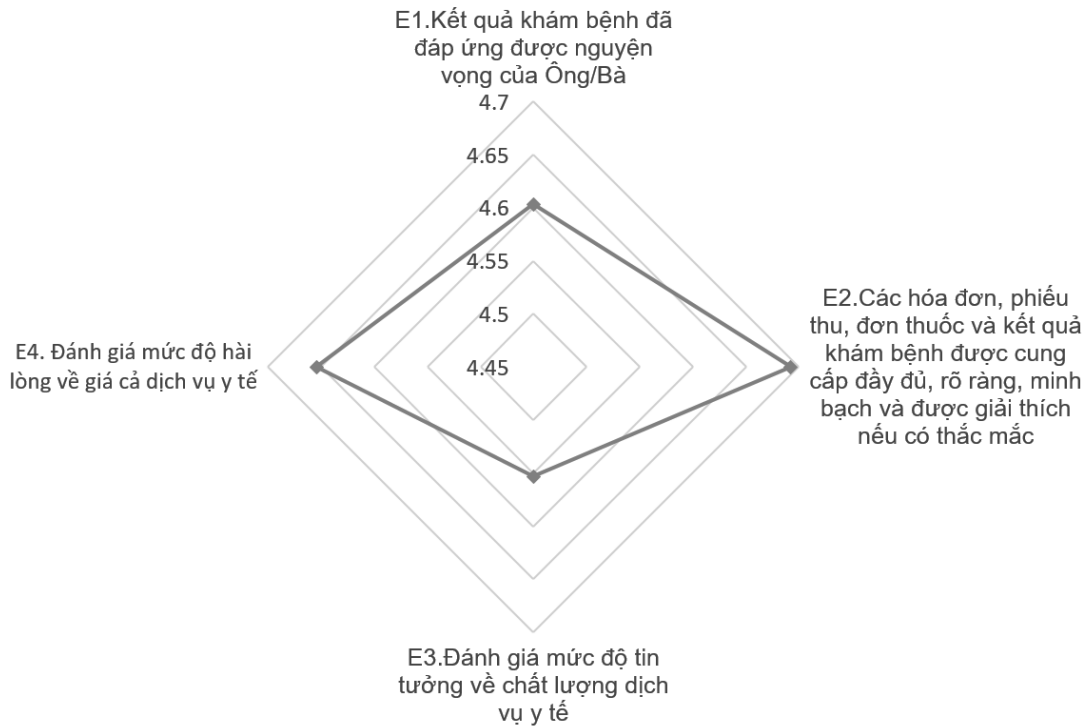 E1.Kết quả khám bệnh đã
đáp ứng được nguyện
vọng của Ông/Bà
4.7
4.65
4.6
4.55
4.5
4.45
E2.Các hóa đơn, phiếu
thu, đơn thuốc và kết quả
khám bệnh được cung
cấp đầy đủ, rõ ràng, minh
bạch và được giải thích
nếu có thắc mắc
E4. Đánh giá mức độ hài
lòng về giá cả dịch vụ y tế
E3.Đánh giá mức độ tin
tưởng về chất lượng dịch
vụ y tế